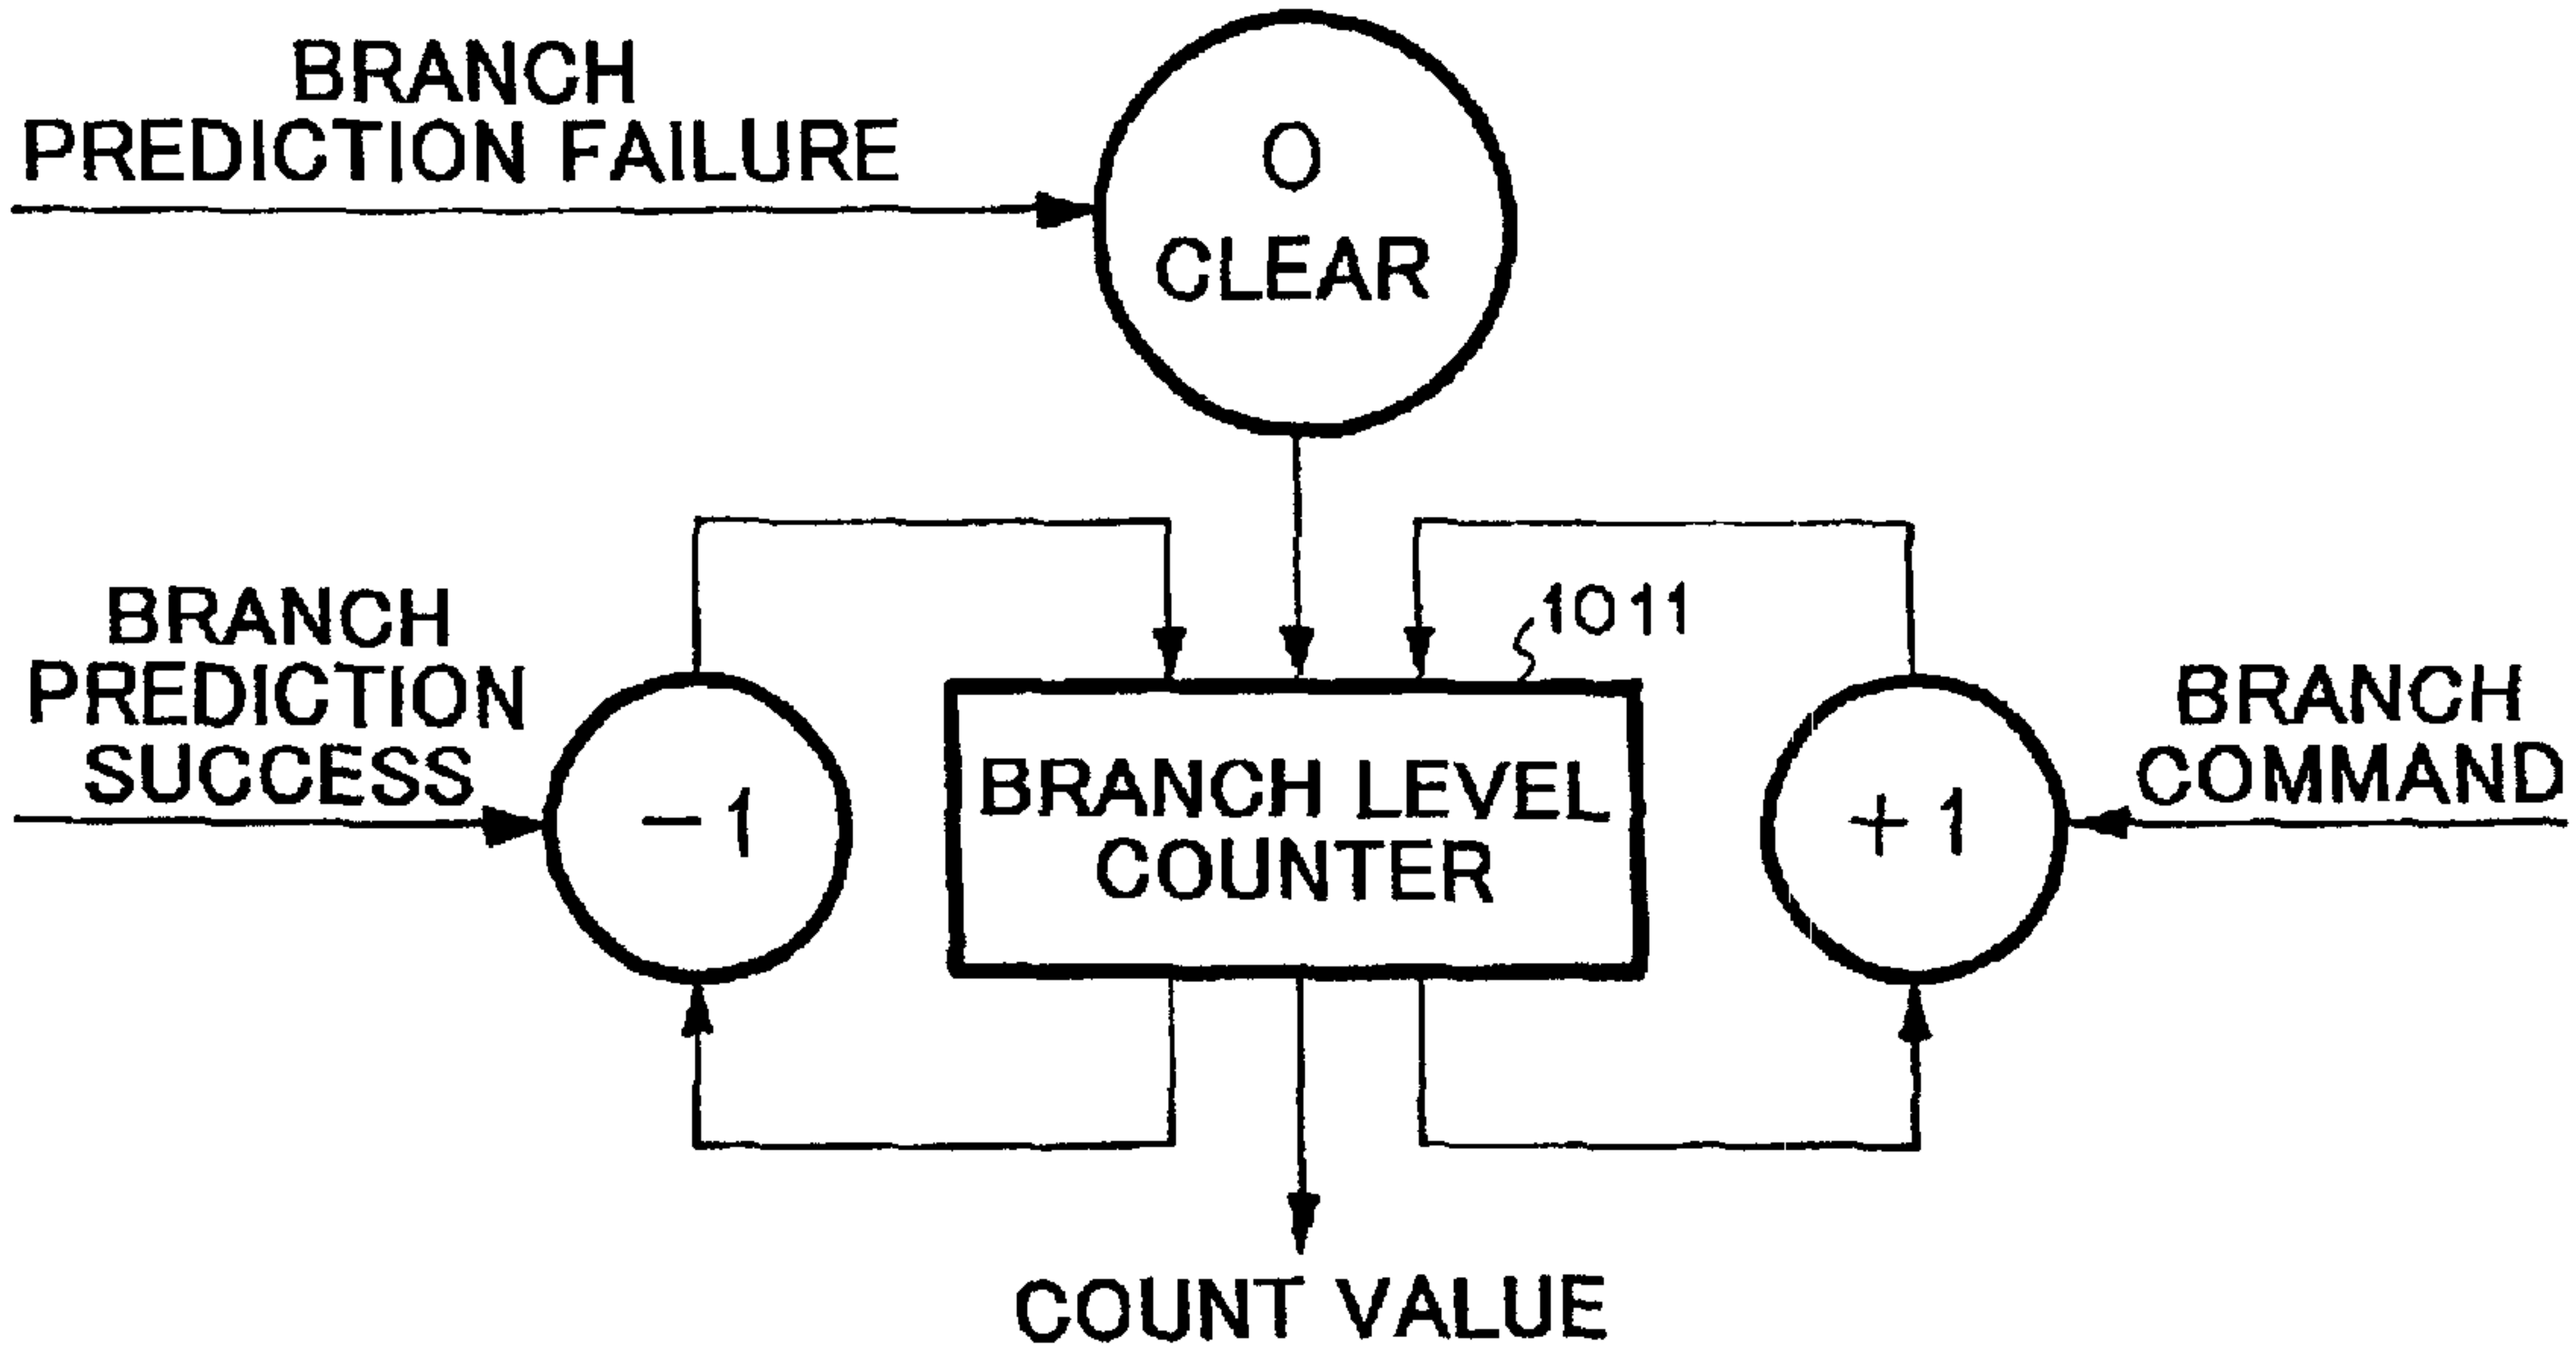 BRANCH
PREDICTION FAILURE
0
CLEAR
BRANCH
PREDICTION
SUCCESS
-1
1011
BRANCH LEVEL
COUNTER
+1
BRANCH
COMMAND
COUNT VALUE